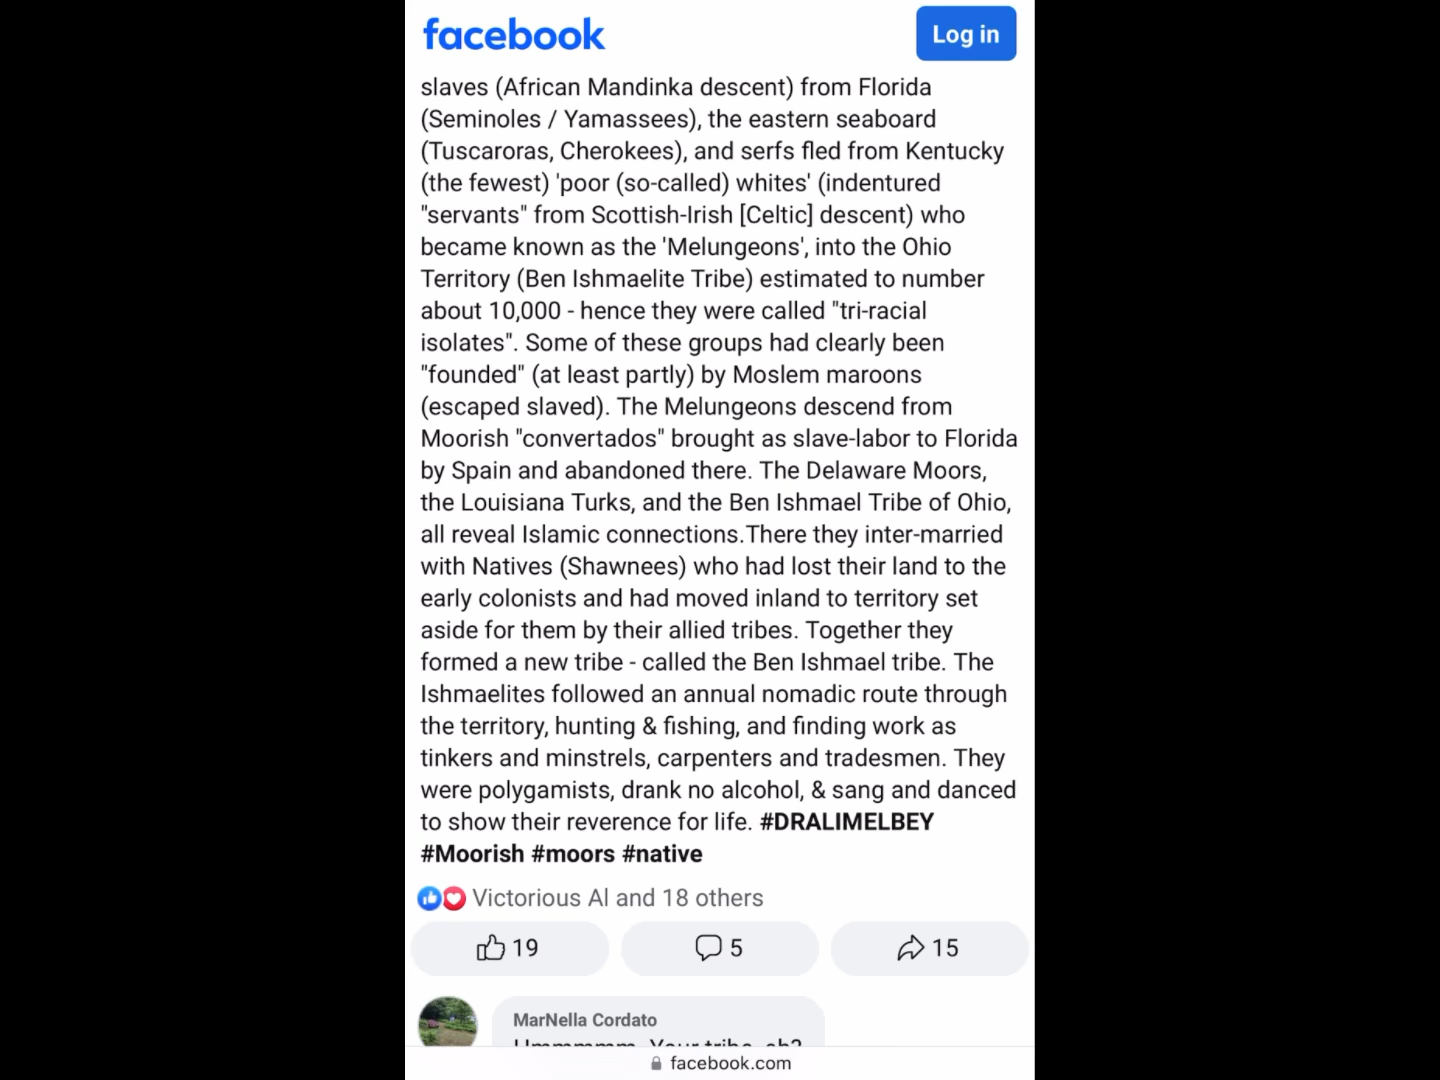 facebook
Log in
slaves (African Mandinka descent) from Florida
(Seminoles / Yamassees), the eastern seaboard
(Tuscaroras, Cherokees), and serfs fled from Kentucky
(the fewest) 'poor (so-called) whites' (indentured
"servants" from Scottish-Irish [Celtic] descent) who
became known as the 'Melungeons', into the Ohio
Territory (Ben Ishmaelite Tribe) estimated to number
about 10,000 - hence they were called "tri-racial
isolates". Some of these groups had clearly been
"founded" (at least partly) by Moslem maroons
(escaped slaved). The Melungeons descend from
Moorish "convertados" brought as slave-labor to Florida
by Spain and abandoned there. The Delaware Moors,
the Louisiana Turks, and the Ben Ishmael Tribe of Ohio,
all reveal Islamic connections.There they inter-married
with Natives (Shawnees) who had lost their land to the
early colonists and had moved inland to territory set
aside for them by their allied tribes. Together they
formed a new tribe - called the Ben Ishmael tribe. The
Ishmaelites followed an annual nomadic route through
the territory, hunting & fishing, and finding work as
tinkers and minstrels, carpenters and tradesmen. They
were polygamists, drank no alcohol, & sang and danced
to show their reverence for life. #DRALIMELBEY
#Moorish #moors #native
Victorious Al and 18 others
19
5
15
MarNella Cordato
facebook.com